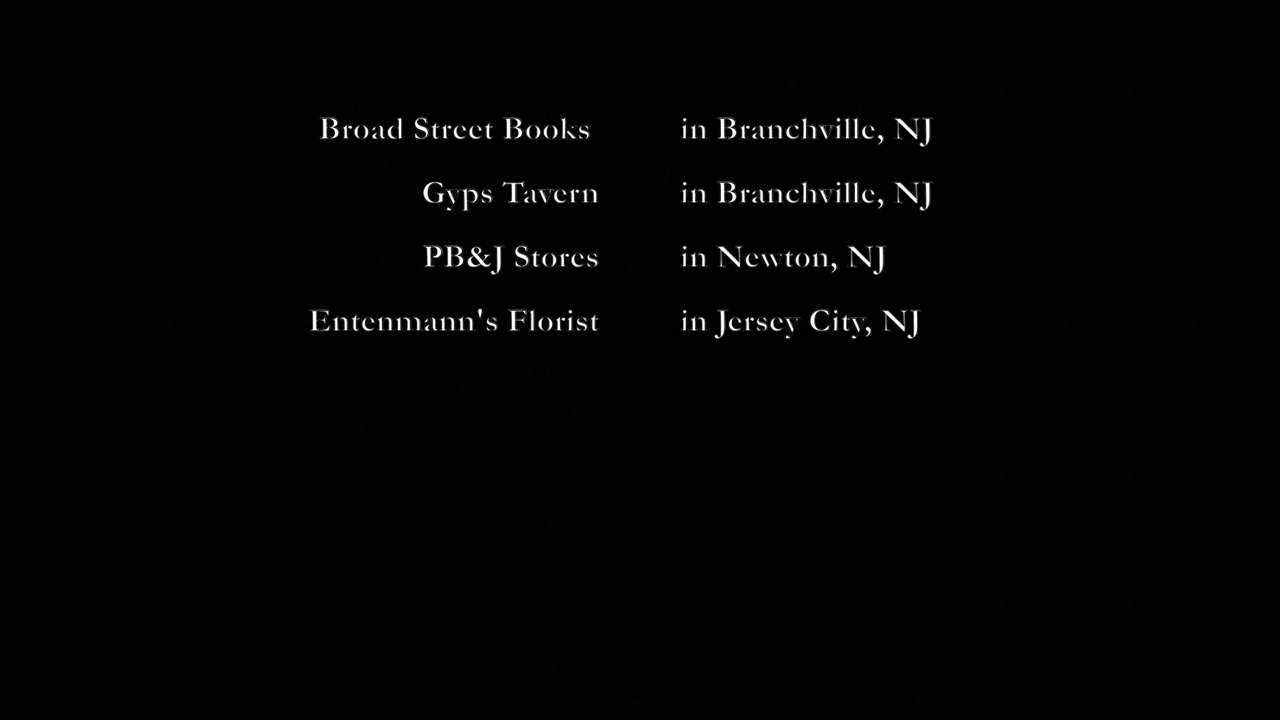 Broad Street Books in Branchville, NJ
Gyps Tavern in Branchville, NJ
PB&J Stores in Newton, NJ
Entenmann's Florist in Jersey City, NJ